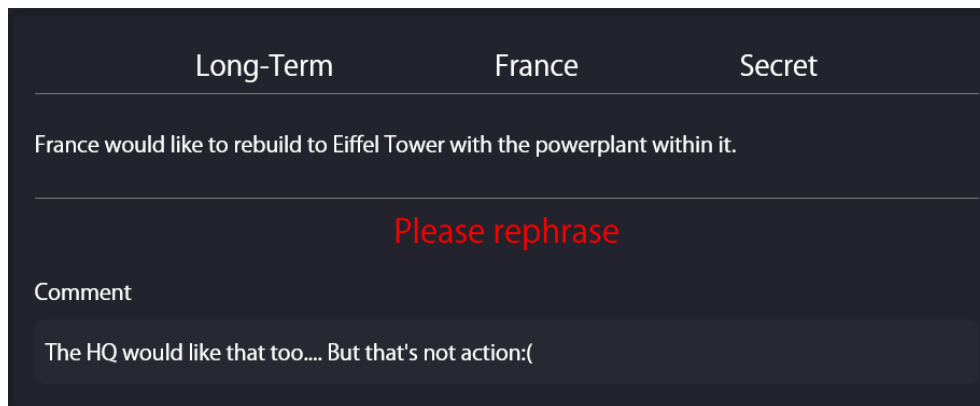 Long-Term France Secret
France would like to rebuild to Eiffel Tower with the powerplant within it.
Please rephrase
Comment
The HQ would like that too.... But that's not action:(